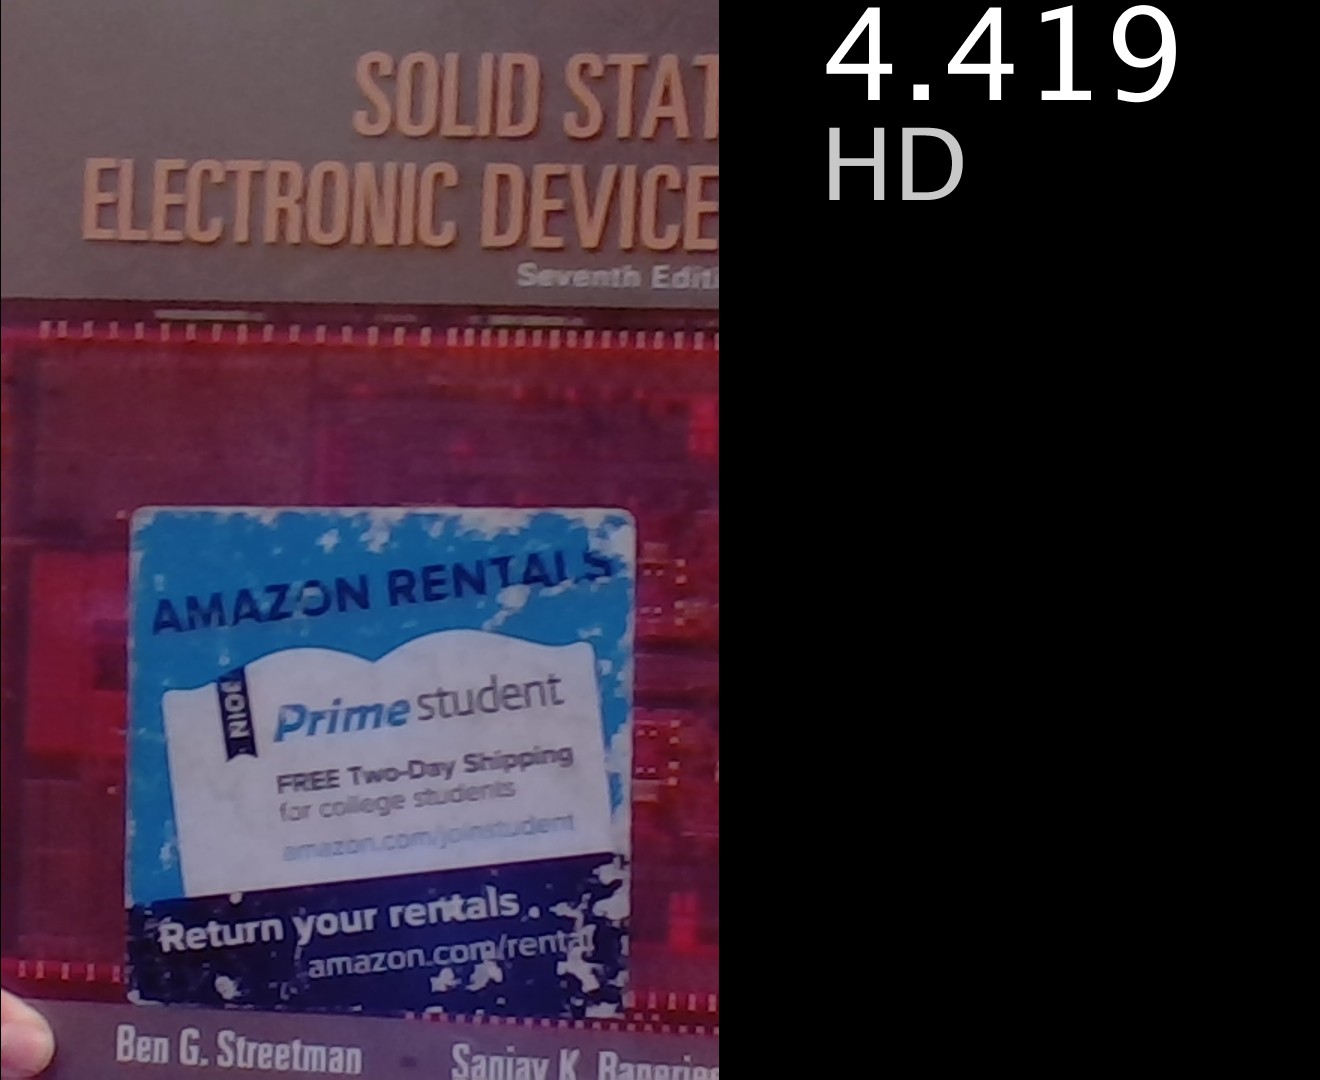 SOLID STAT
ELECTRONIC DEVICE
Seventh Editi
AMAZON RENTALS
JOIN
Prime student
FREE Two-Day Shipping
for college students
amazon.com/joinstudent
Return your rentals .
amazon.com/rental
Ben G. Streetman
Sanjay K. Banerjee
4.419
HD